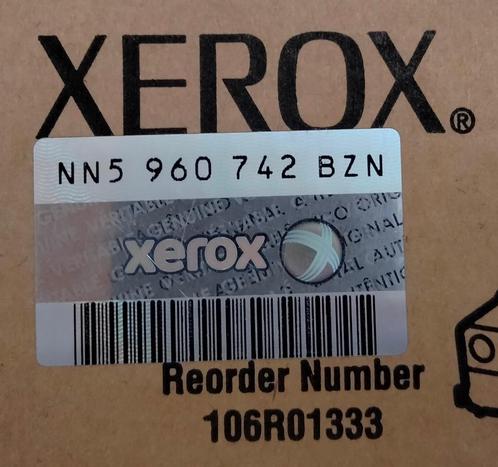 XEROX®
NN5 960 742 BZN
xerox
Reorder Number
106R01333